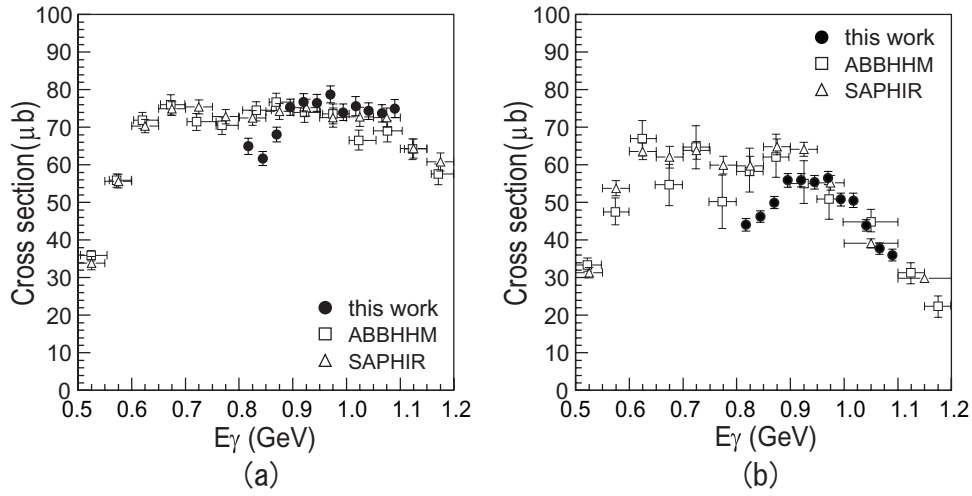 Cross section(μb)
100
90
80
70
60
50
40
30
20
10
0
0.5 0.6 0.7 0.8 0.9 1.0 1.1 1.2
Eγ (GeV)
this work
ABBHHM
SAPHIR
(a)
Cross section(μb)
100
90
80
70
60
50
40
30
20
10
0
0.5 0.6 0.7 0.8 0.9 1.0 1.1 1.2
Eγ (GeV)
this work
ABBHHM
SAPHIR
(b)